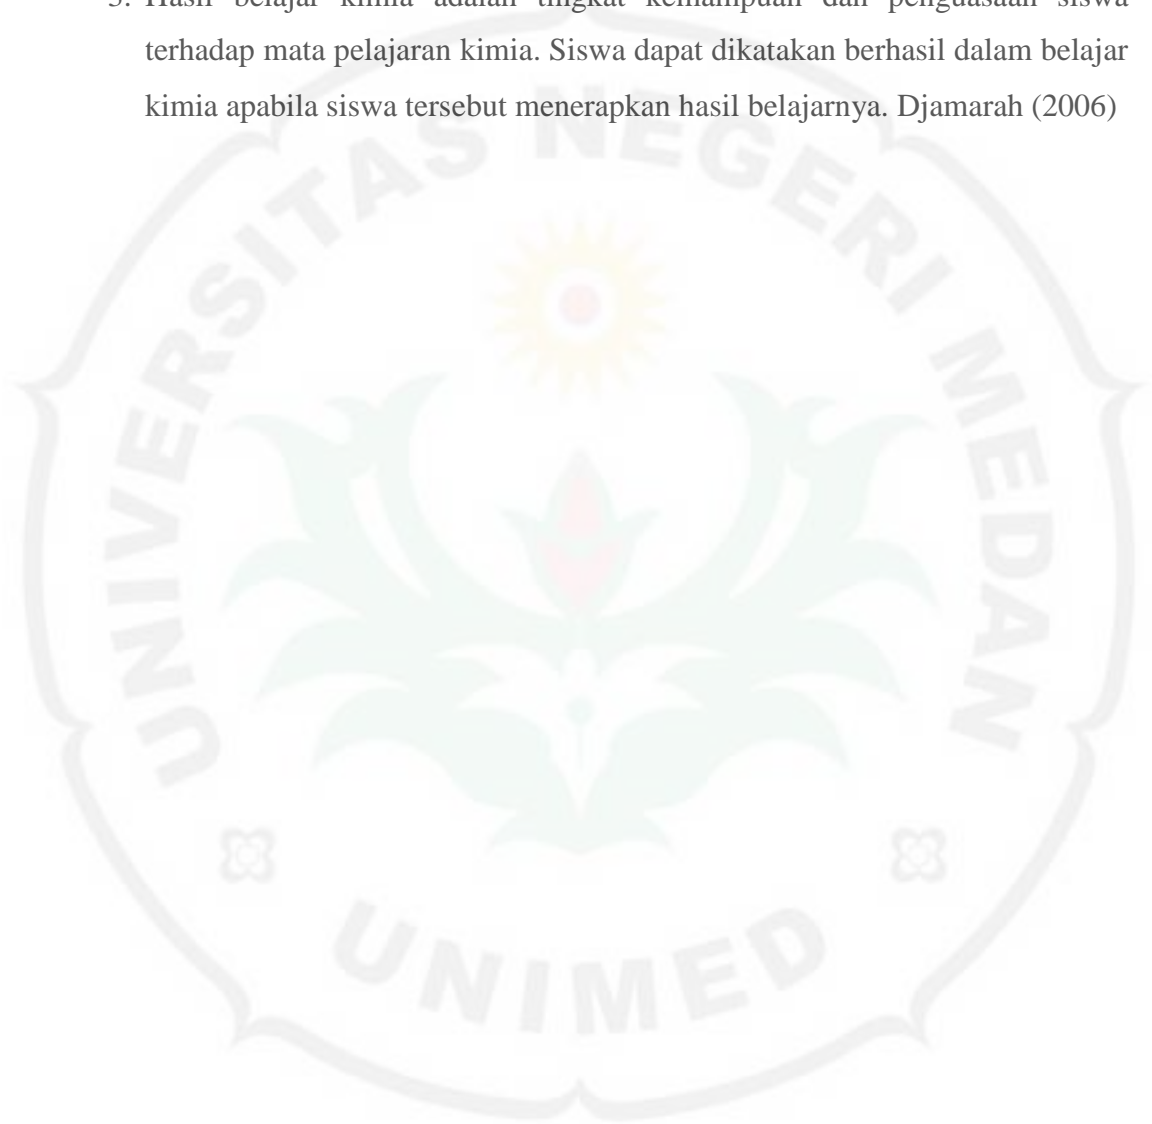 3. Hasil belajar kimia adalah tingkat kemampuan dan penguasaan siswa
terhadap mata pelajaran kimia. Siswa dapat dikatakan berhasil dalam belajar
kimia apabila siswa tersebut menerapkan hasil belajarnya. Djamarah (2006)
UNIVERSITAS NEGERI MEDAN
UNIMED